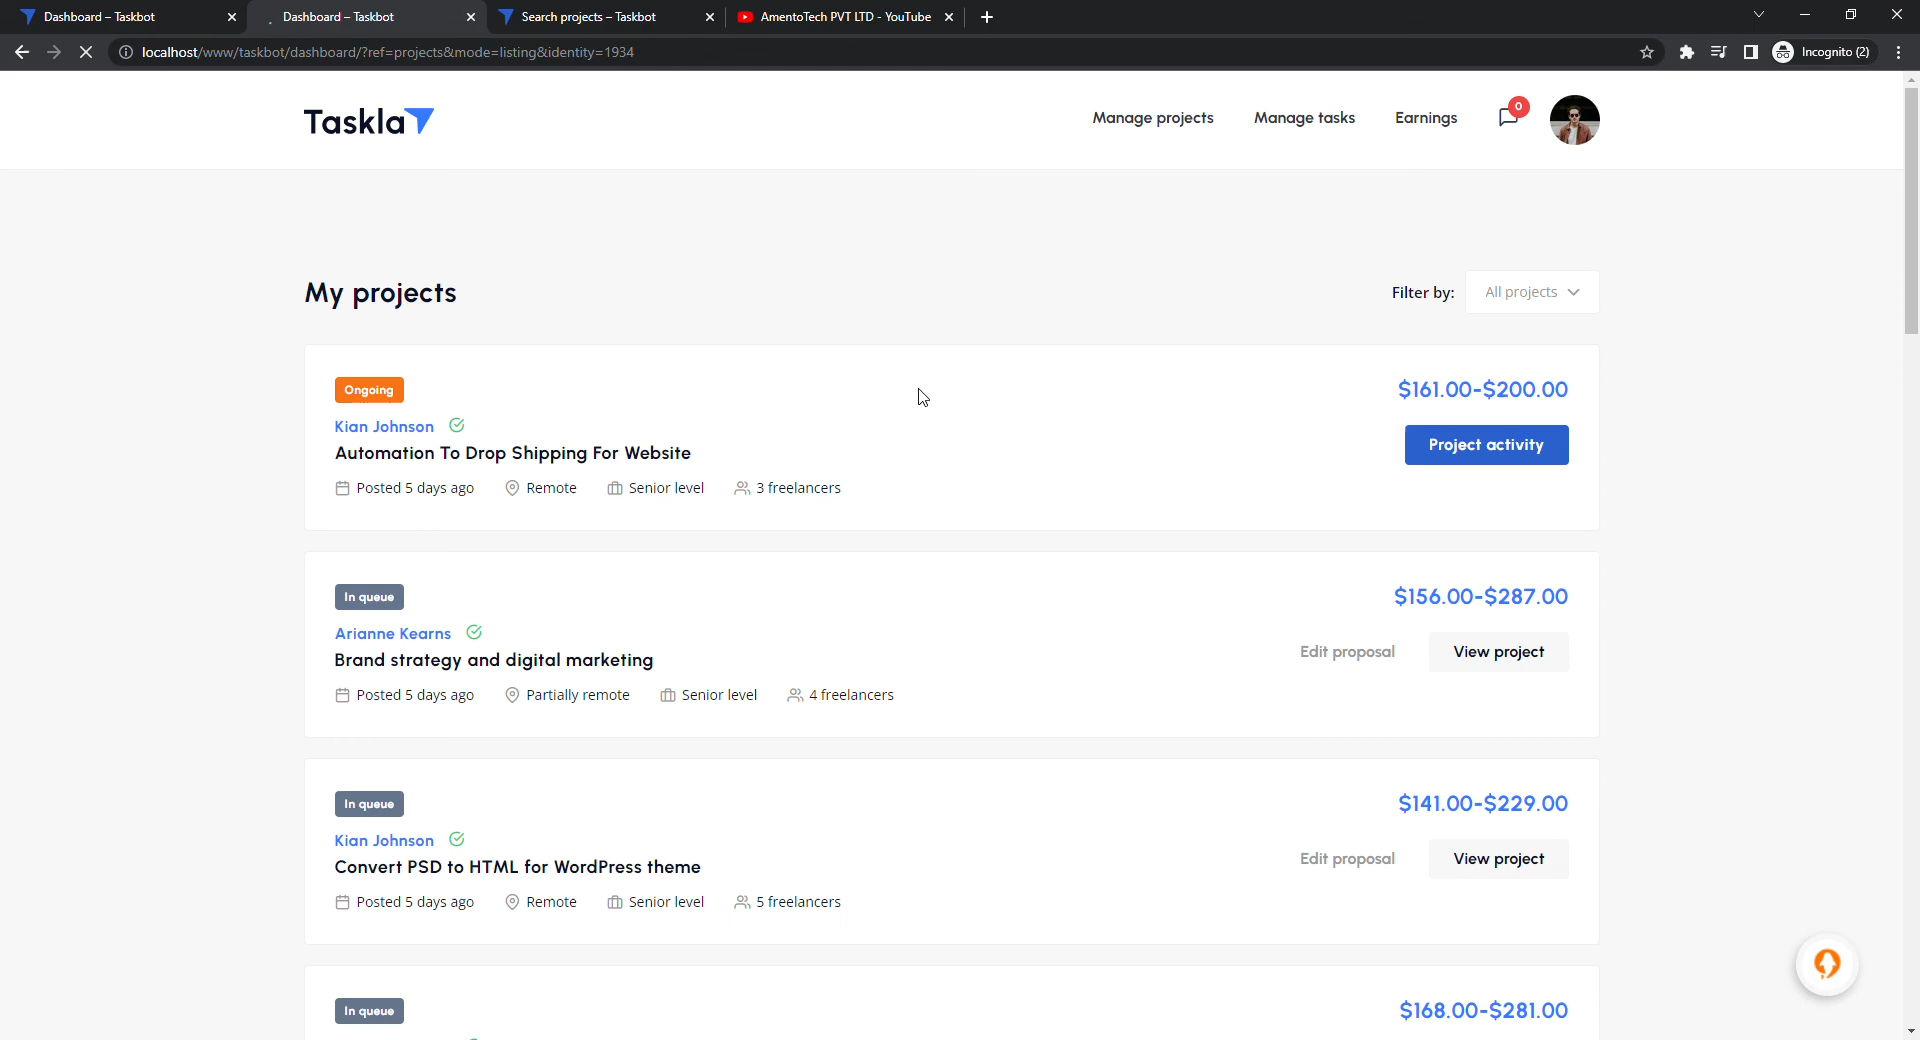 Dashboard – Taskbot
Dashboard – Taskbot
Search projects – Taskbot
AmentoTech PVT LTD - YouTube
localhost/www/taskbot/dashboard/?ref=projects&mode=listing&identity=1934
Incognito (2)
Taskla
Manage projects
Manage tasks
Earnings
0
My projects
Filter by:
All projects
Ongoing
$161.00-$200.00
Kian Johnson
Project activity
Automation To Drop Shipping For Website
Posted 5 days ago
Remote
Senior level
3 freelancers
In queue
$156.00-$287.00
Arianne Kearns
Edit proposal
View project
Brand strategy and digital marketing
Posted 5 days ago
Partially remote
Senior level
4 freelancers
In queue
$141.00-$229.00
Kian Johnson
Edit proposal
View project
Convert PSD to HTML for WordPress theme
Posted 5 days ago
Remote
Senior level
5 freelancers
In queue
$168.00-$281.00